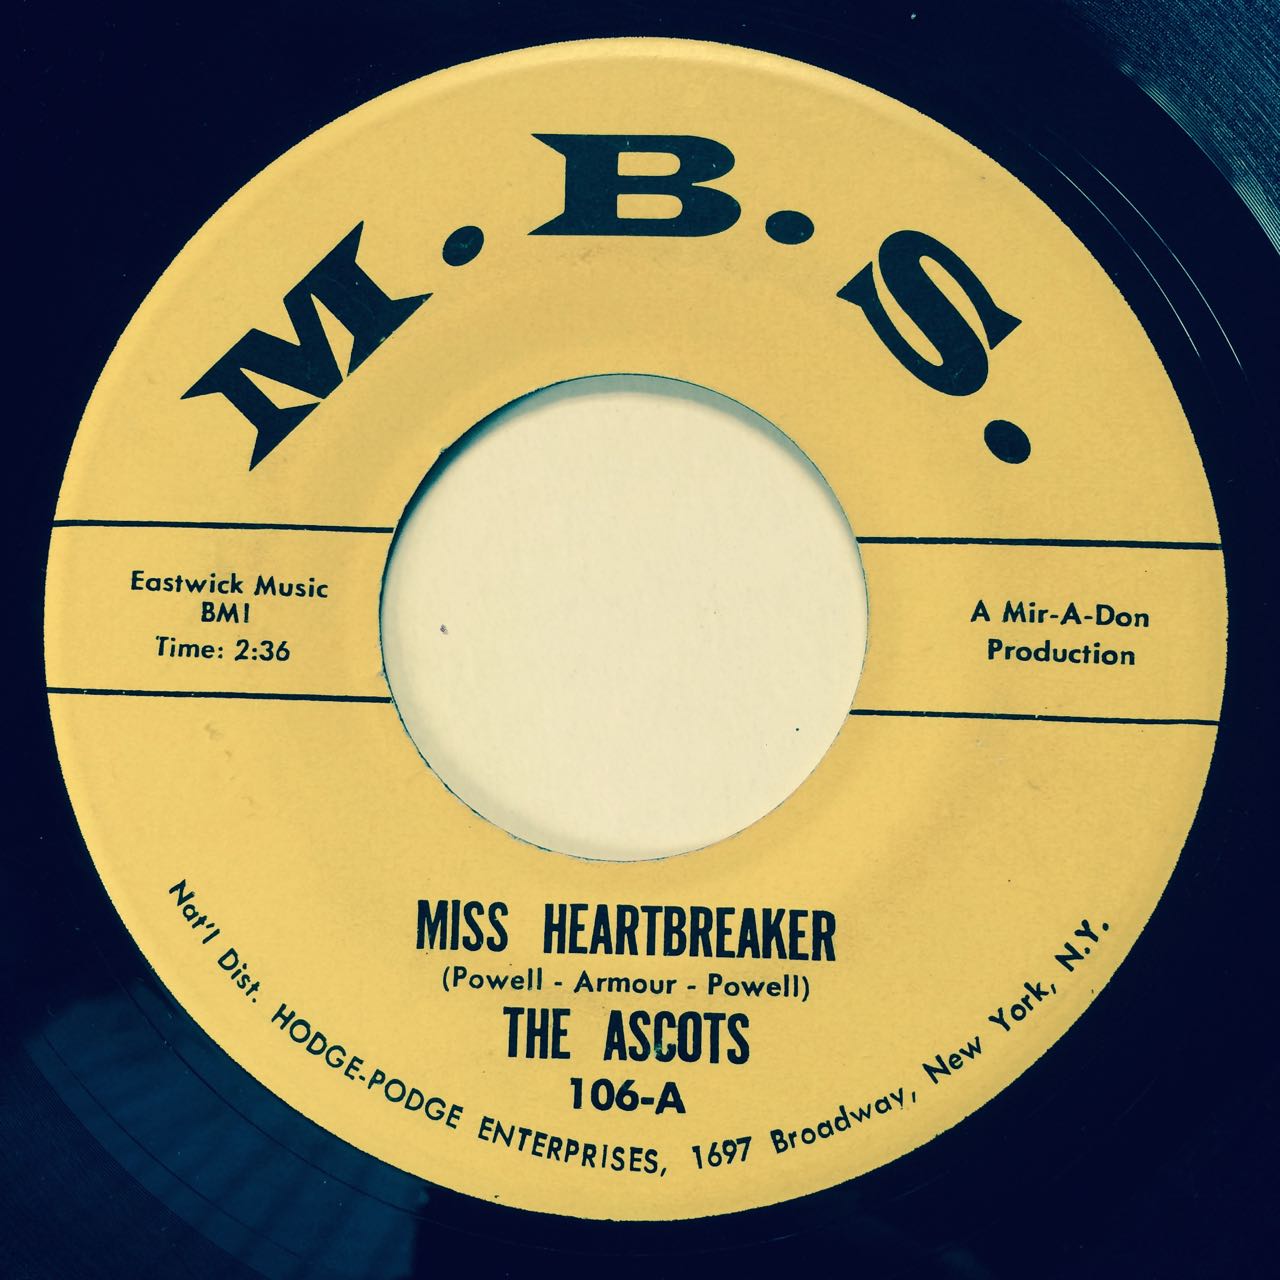 M.B.S.
Eastwick Music
BMI
Time: 2:36
A Mir-A-Don
Production
MISS HEARTBREAKER
(Powell - Armour - Powell)
THE ASCOTS
106-A
Nat'l Dist. HODGE-PODGE ENTERPRISES, 1697 Broadway, New York, N.Y.